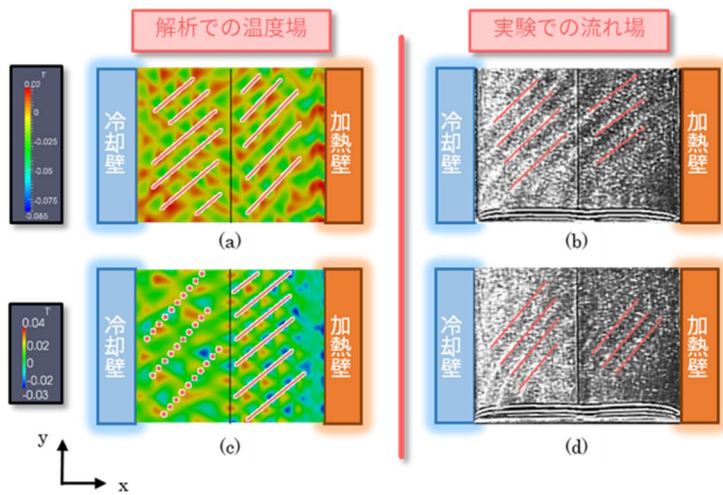 解析での温度場
実験での流れ場
T
0.02
0
-0.025
-0.05
-0.085
冷却壁
加熱壁
冷却壁
加熱壁
(a)
(b)
T
0.04
0.02
0
-0.02
-0.03
冷却壁
加熱壁
冷却壁
加熱壁
(c)
(d)
y
x